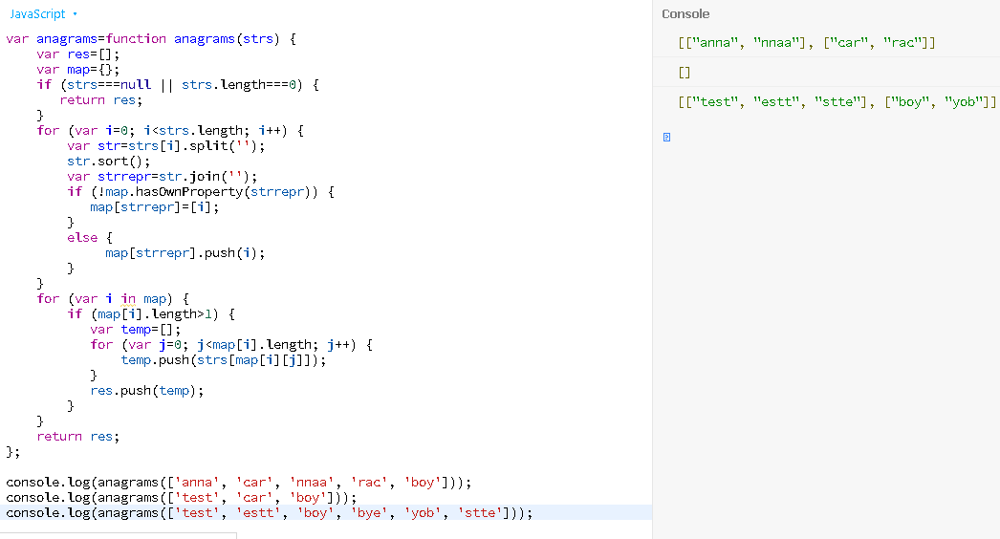 JavaScript
Console
var anagrams=function anagrams(strs) {
    var res=[];
    var map={};
    if (strs===null || strs.length===0) {
       return res;
    }
    for (var i=0; i<strs.length; i++) {
        var str=strs[i].split('');
        str.sort();
        var strrepr=str.join('');
        if (!map.hasOwnProperty(strrepr)) {
           map[strrepr]=[i];
        }
        else {
             map[strrepr].push(i);
        }
    }
    for (var i in map) {
        if (map[i].length>1) {
           var temp=[];
           for (var j=0; j<map[i].length; j++) {
               temp.push(strs[map[i][j]]);
           }
           res.push(temp);
        }
    }
    return res;
};
console.log(anagrams(['anna', 'car', 'nnaa', 'rac', 'boy']));
console.log(anagrams(['test', 'car', 'boy']));
console.log(anagrams(['test', 'estt', 'boy', 'bye', 'yob', 'stte']));
[["anna", "nnaa"], ["car", "rac"]]
[]
[["test", "estt", "stte"], ["boy", "yob"]]